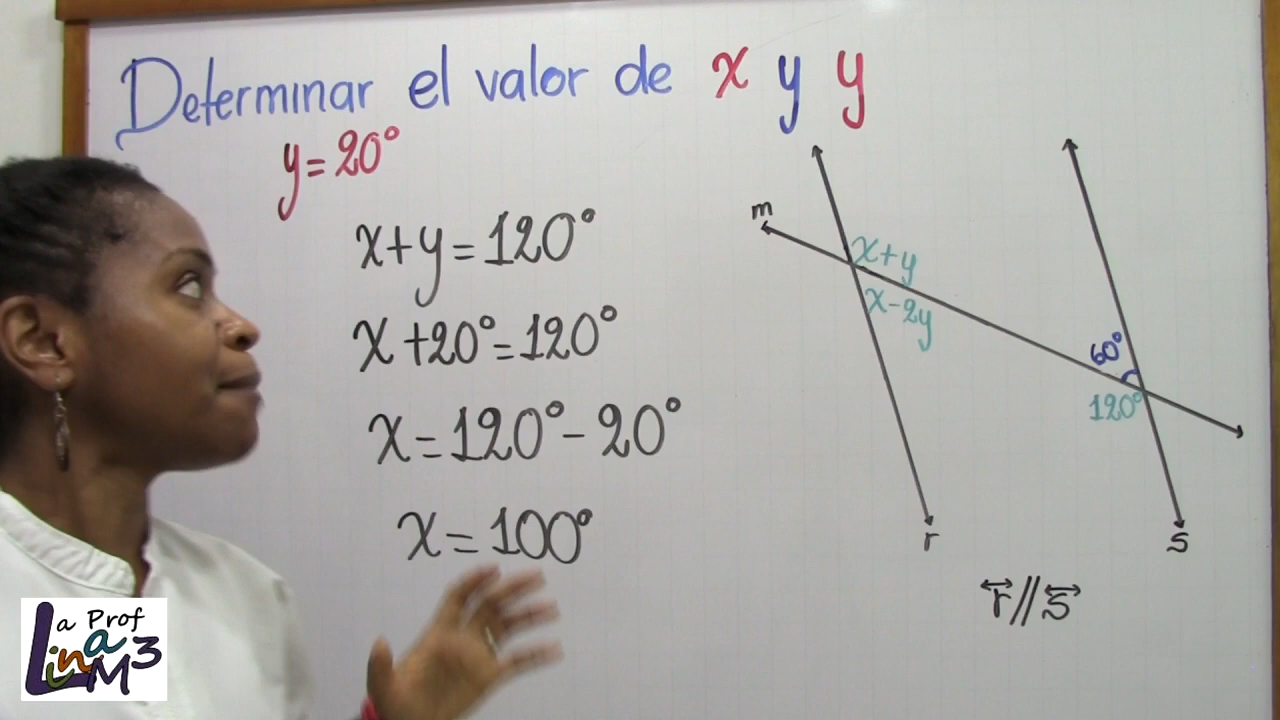 Determinar el valor de x y y
y=20°
x+y=120°
x+20°=120°
x=120°-20°
x=100°
m
x+y
x-2y
60°
120°
r
s
r//s
La Prof
Lina M3